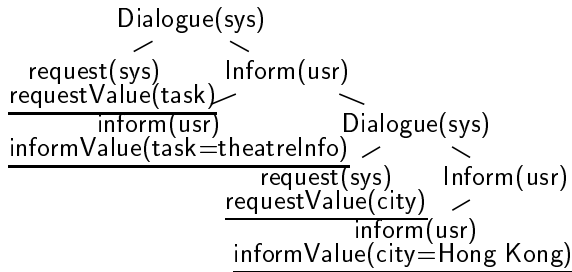 Dialogue(sys)
request(sys) Inform(usr)
requestValue(task)
inform(usr) Dialogue(sys)
informValue(task=theatreInfo)
request(sys) Inform(usr)
requestValue(city)
inform(usr)
informValue(city=Hong Kong)